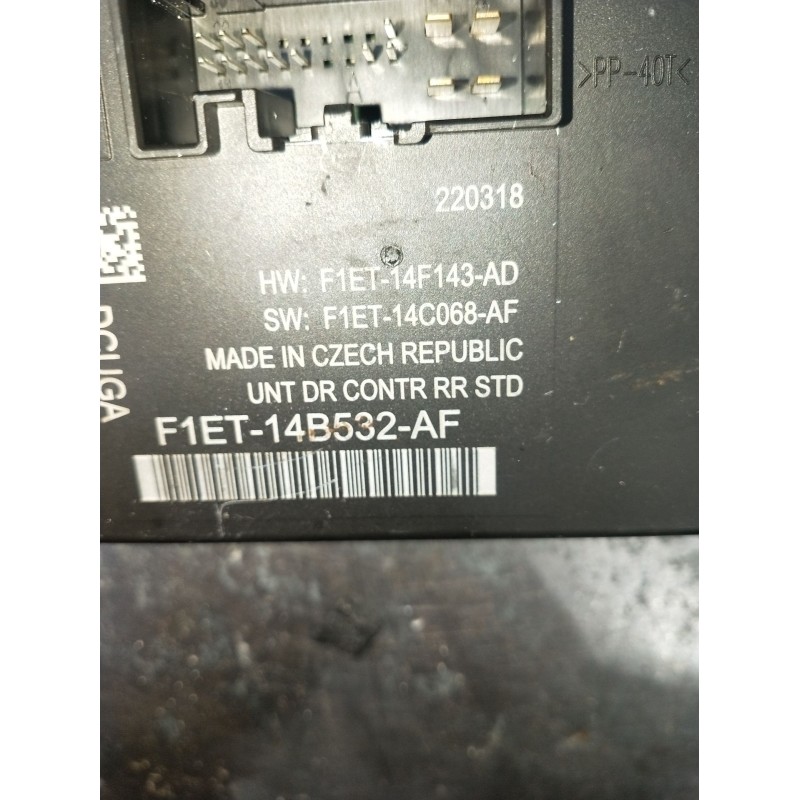 >PP-40T<
220318
HW: F1ET-14F143-AD
SW: F1ET-14C068-AF
MADE IN CZECH REPUBLIC
UNT DR CONTR RR STD
F1ET-14B532-AF